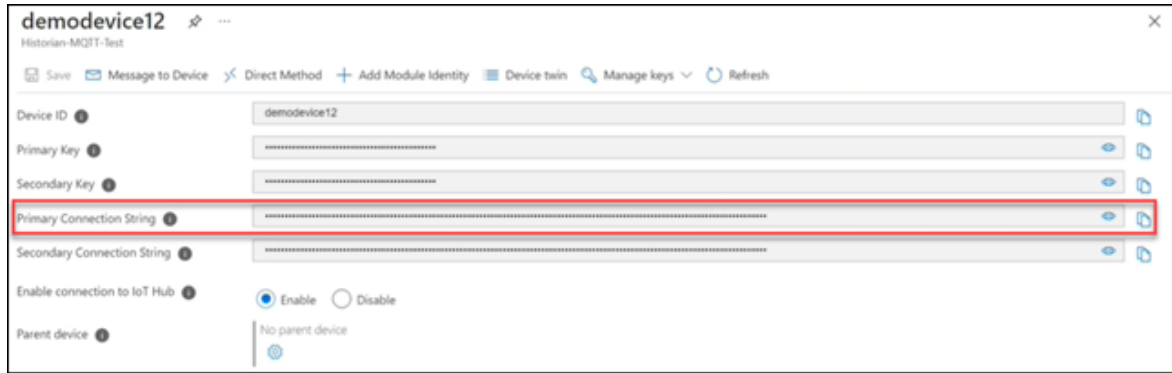 demodevice12
Historian-MQTT-Test
Save Message to Device Direct Method Add Module Identity Device twin Manage keys Refresh
Device ID demodevice12
Primary Key
Secondary Key
Primary Connection String
Secondary Connection String
Enable connection to IoT Hub Enable Disable
Parent device No parent device